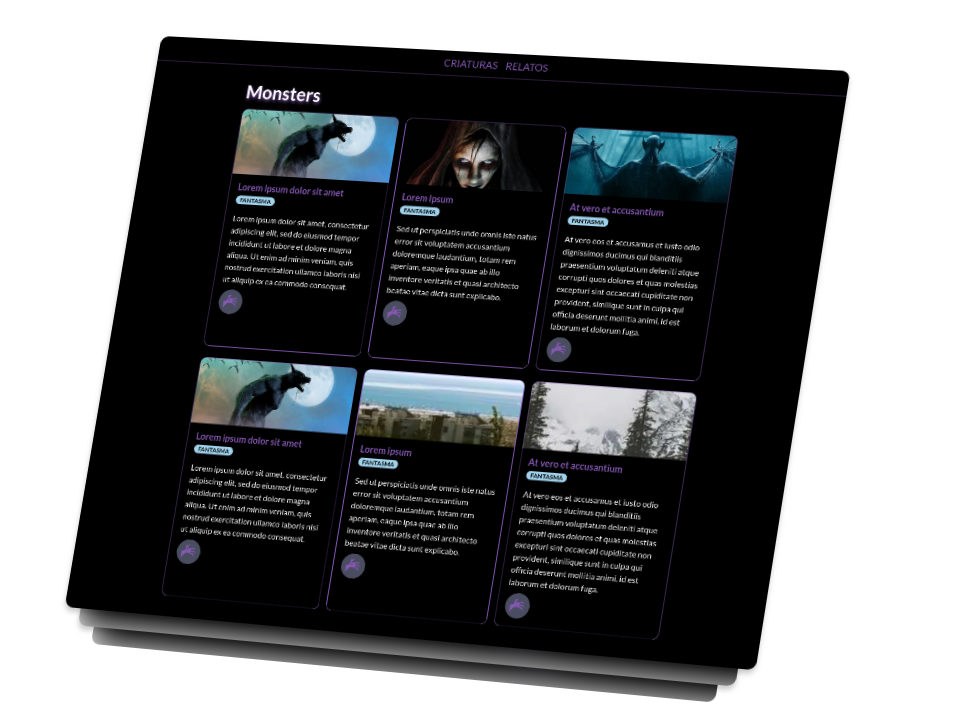 CRIATURAS RELATOS
Monsters
Lorem ipsum dolor sit amet
FANTASMA
Lorem ipsum dolor sit amet, consectetur
adipiscing elit, sed do eiusmod tempor
incididunt ut labore et dolore magna
aliqua. Ut enim ad minim veniam, quis
nostrud exercitation ullamco laboris nisi
ut aliquip ex ea commodo consequat.
Lorem ipsum
FANTASMA
Sed ut perspiciatis unde omnis iste natus
error sit voluptatem accusantium
doloremque laudantium, totam rem
aperiam, eaque ipsa quae ab illo
inventore veritatis et quasi architecto
beatae vitae dicta sunt explicabo.
At vero et accusantium
FANTASMA
At vero eos et accusamus et iusto odio
dignissimos ducimus qui blanditiis
praesentium voluptatum deleniti atque
corrupti quos dolores et quas molestias
excepturi sint occaecati cupiditate non
provident, similique sunt in culpa qui
officia deserunt mollitia animi, id est
laborum et dolorum fuga.
Lorem ipsum dolor sit amet
FANTASMA
Lorem ipsum dolor sit amet, consectetur
adipiscing elit, sed do eiusmod tempor
incididunt ut labore et dolore magna
aliqua. Ut enim ad minim veniam, quis
nostrud exercitation ullamco laboris nisi
ut aliquip ex ea commodo consequat.
Lorem ipsum
FANTASMA
Sed ut perspiciatis unde omnis iste natus
error sit voluptatem accusantium
doloremque laudantium, totam rem
aperiam, eaque ipsa quae ab illo
inventore veritatis et quasi architecto
beatae vitae dicta sunt explicabo.
At vero et accusantium
FANTASMA
At vero eos et accusamus et iusto odio
dignissimos ducimus qui blanditiis
praesentium voluptatum deleniti atque
corrupti quos dolores et quas molestias
excepturi sint occaecati cupiditate non
provident, similique sunt in culpa qui
officia deserunt mollitia animi, id est
laborum et dolorum fuga.